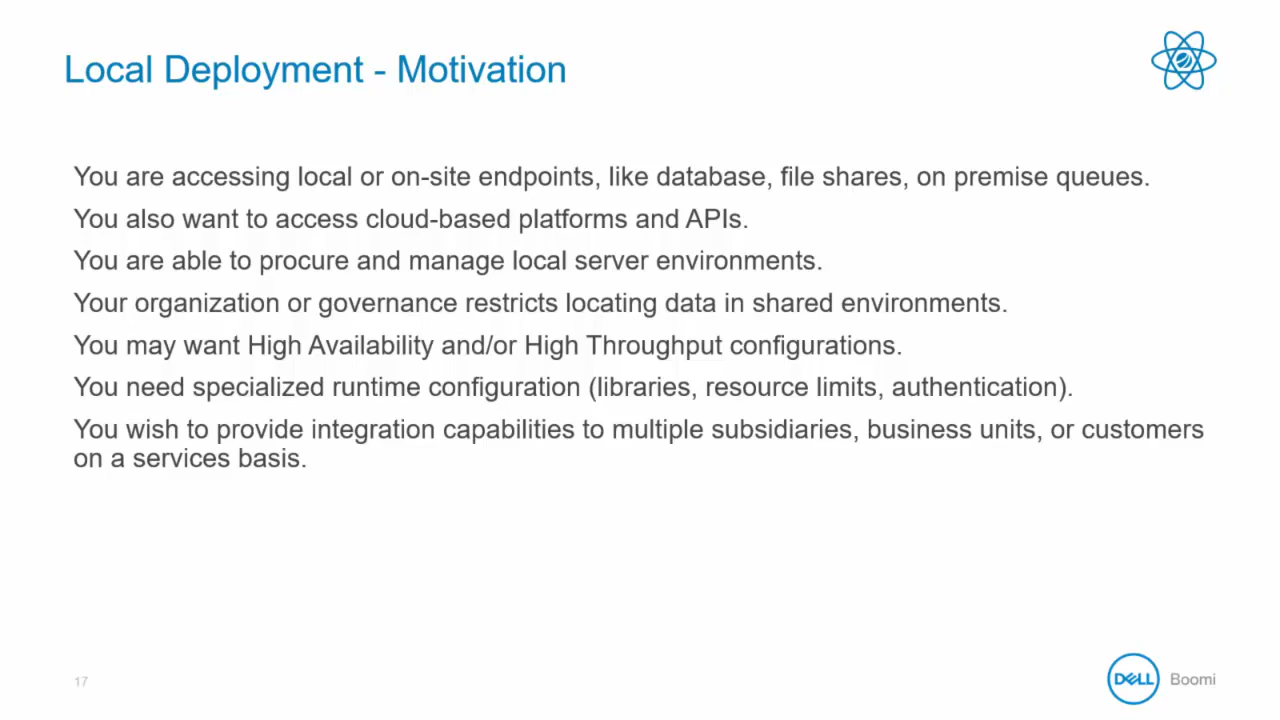 Local Deployment - Motivation
You are accessing local or on-site endpoints, like database, file shares, on premise queues.
You also want to access cloud-based platforms and APIs.
You are able to procure and manage local server environments.
Your organization or governance restricts locating data in shared environments.
You may want High Availability and/or High Throughput configurations.
You need specialized runtime configuration (libraries, resource limits, authentication).
You wish to provide integration capabilities to multiple subsidiaries, business units, or customers
on a services basis.
17
DELL Boomi